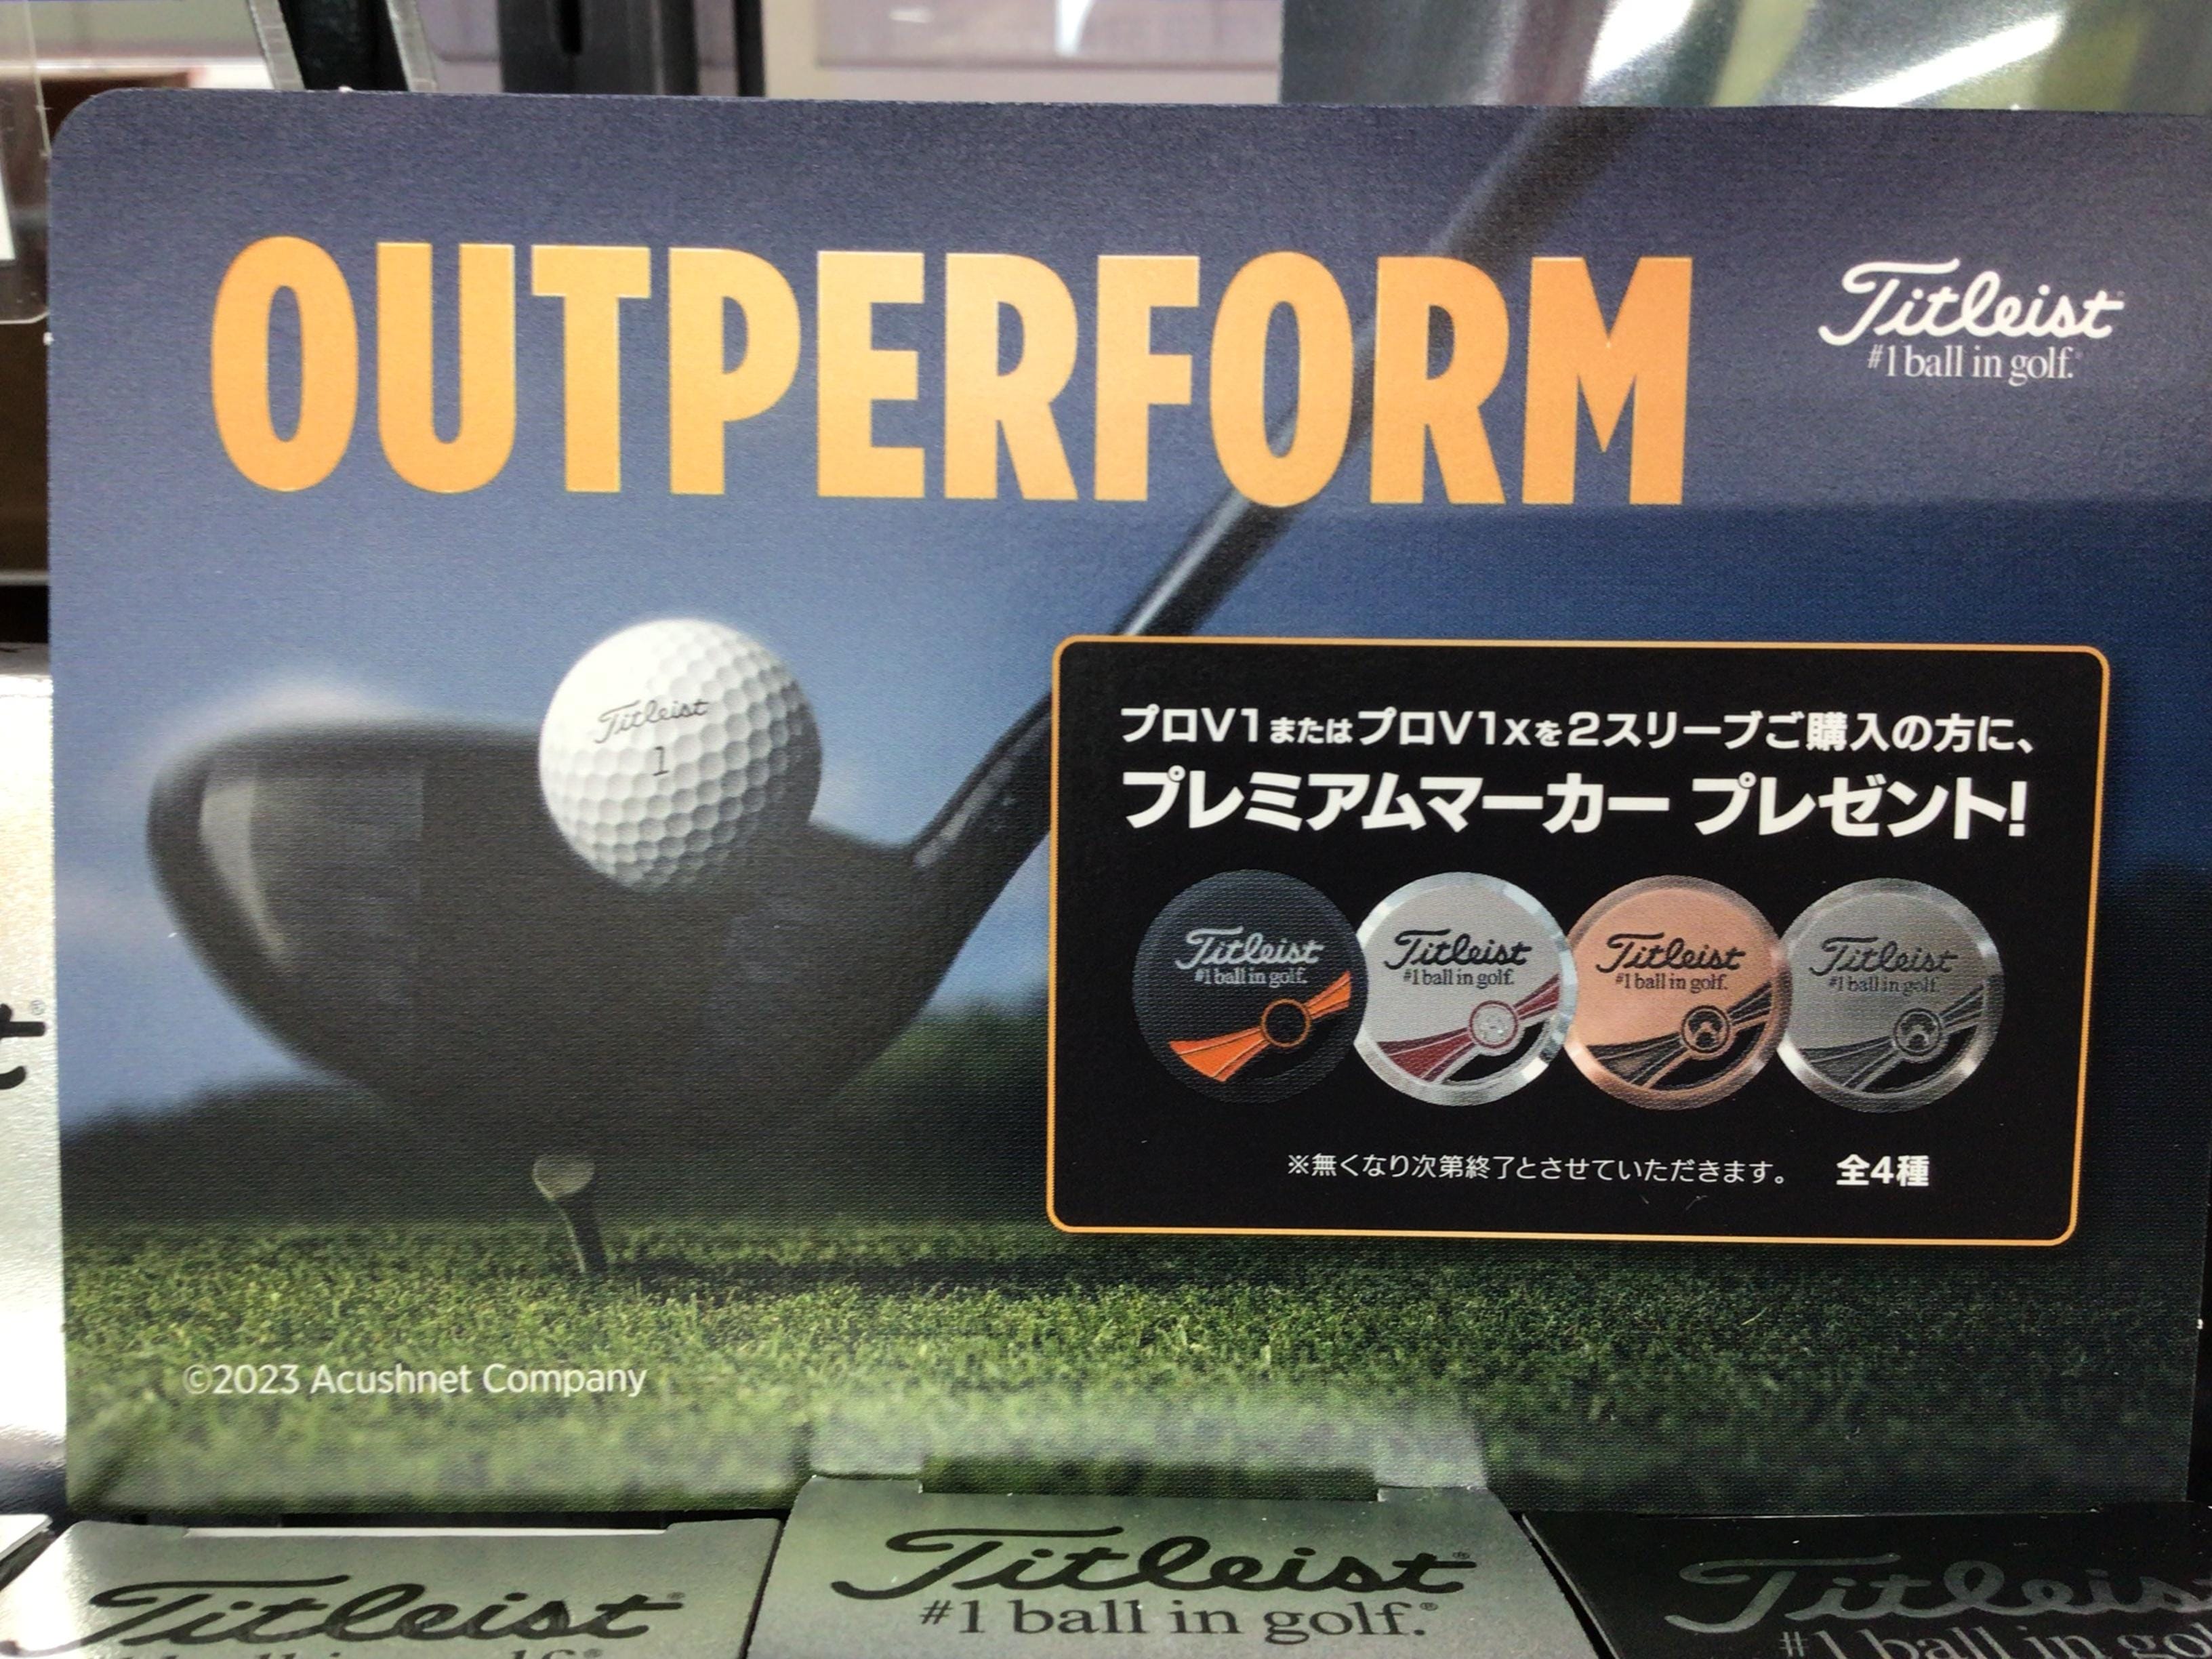 OUTPERFORM
Titleist
#1 ball in golf.
Titleist
1
プロV1またはプロV1xを2スリーブご購入の方に、
プレミアムマーカー プレゼント!
Titleist
#1 ball in golf.
Titleist
#1 ball in golf.
Titleist
#1 ball in golf.
Titleist
#1 ball in golf.
※無くなり次第終了とさせていただきます。 全4種
©2023 Acushnet Company
Titleist®
Titleist®
#1 ball in golf.®
Titleist
#1 ball in